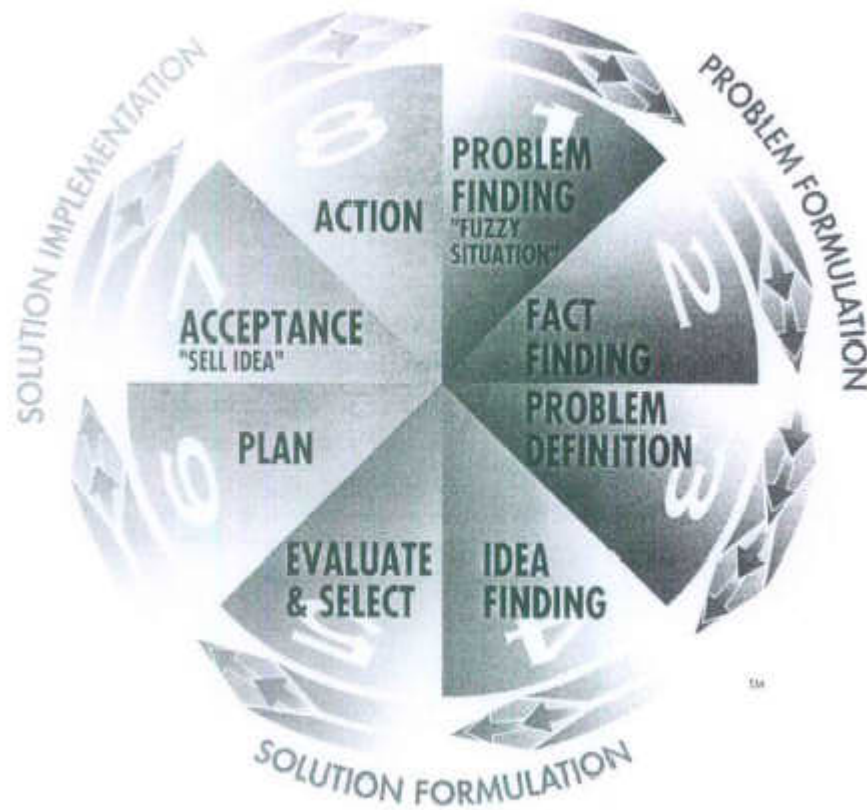 PROBLEM FORMULATION
1
PROBLEM
FINDING
"FUZZY
SITUATION"
2
FACT
FINDING
PROBLEM
DEFINITION
3
IDEA
FINDING
4
SOLUTION FORMULATION
EVALUATE
& SELECT
5
PLAN
6
ACCEPTANCE
"SELL IDEA"
7
SOLUTION IMPLEMENTATION
ACTION
8
TM